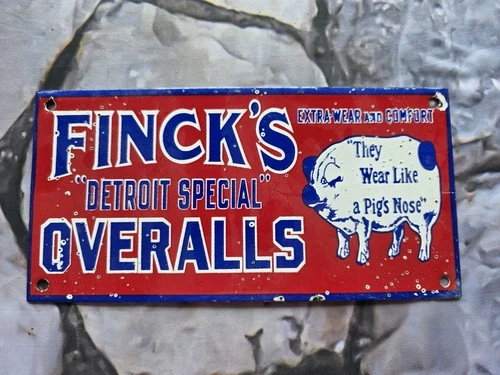 FINCK'S
EXTRA-WEAR AND COMFORT
"DETROIT SPECIAL"
OVERALLS
"They
Wear Like
a Pig's Nose"